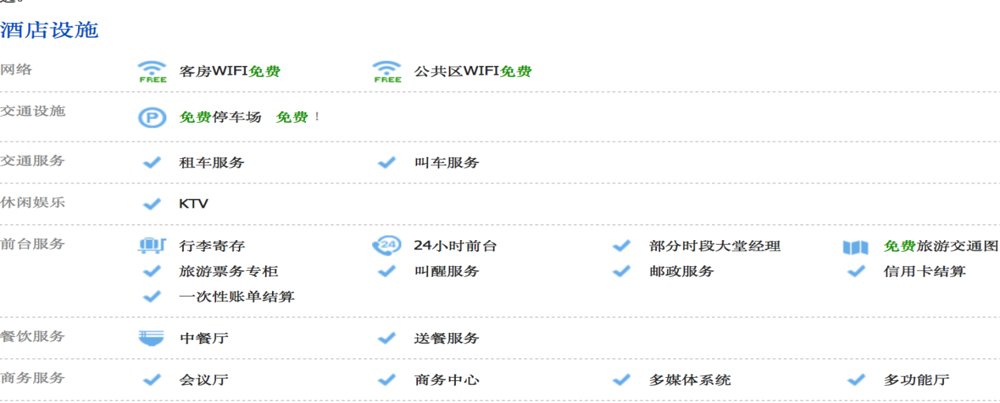 酒店设施
网络 FREE 客房WIFI免费 FREE 公共区WIFI免费
交通设施 P 免费停车场 免费！
交通服务 租车服务 叫车服务
休闲娱乐 KTV
前台服务 行李寄存 24 24小时前台 部分时段大堂经理 免费旅游交通图
旅游票务专柜 叫醒服务 邮政服务 信用卡结算
一次性账单结算
餐饮服务 中餐厅 送餐服务
商务服务 会议厅 商务中心 多媒体系统 多功能厅